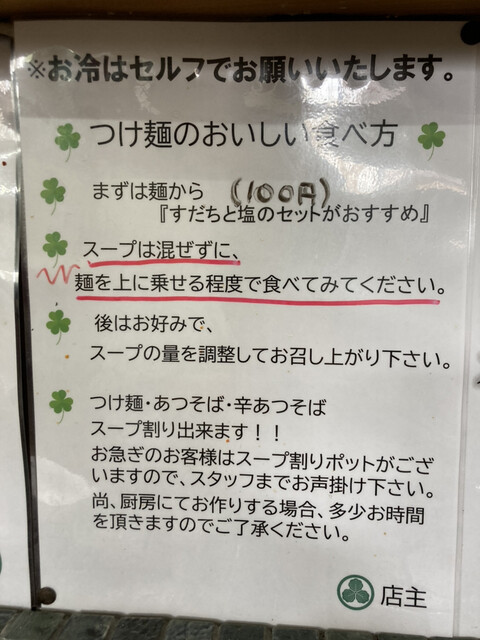 ※お冷はセルフでお願いいたします。
つけ麺のおいしい食べ方
まずは麺から (100円)
『すだちと塩のセットがおすすめ』
スープは混ぜずに、
麺を上に乗せる程度で食べてみてください。
後はお好みで、
スープの量を調整してお召し上がり下さい。
つけ麺・あつそば・辛あつそば
スープ割り出来ます!!
お急ぎのお客様はスープ割りポットがござ
いますので、スタッフまでお声掛け下さい。
尚、厨房にてお作りする場合、多少お時間
を頂きますのでご了承ください。
店主